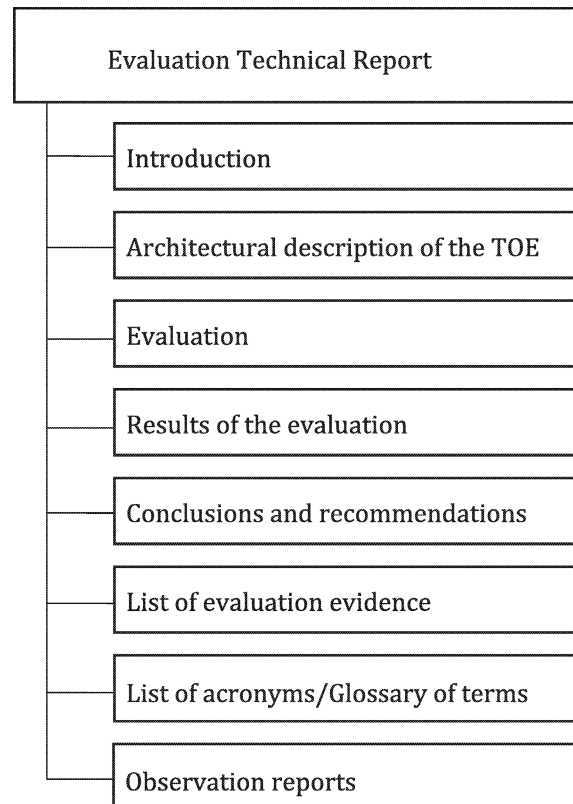 Evaluation Technical Report
Introduction
Architectural description of the TOE
Evaluation
Results of the evaluation
Conclusions and recommendations
List of evaluation evidence
List of acronyms/Glossary of terms
Observation reports